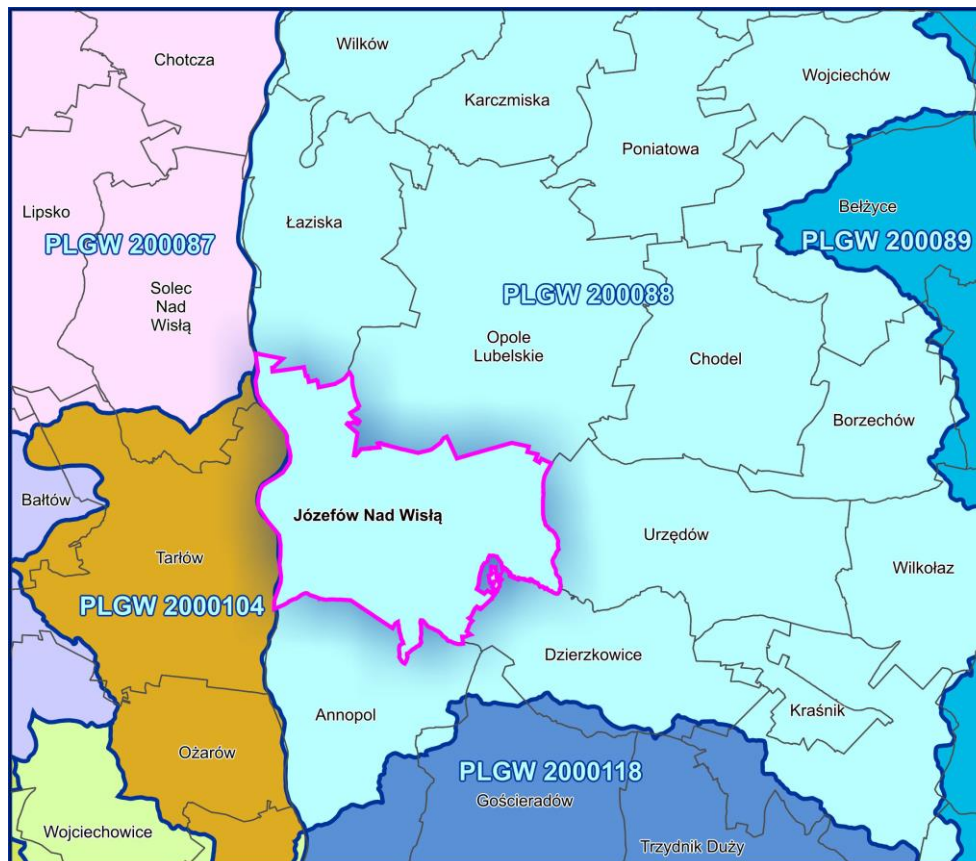 Chotcza
Wilków
Wojciechów
Karczmiska
Poniatowa
Lipsko
Łaziska
Bełżyce
PLGW 200087
PLGW 200089
Solec
Nad
Wisłą
PLGW 200088
Opole
Lubelskie
Chodel
Borzechów
Bałtów
Józefów Nad Wisłą
Urzędów
Tarłów
Wilkołaz
PLGW 2000104
Dzierzkowice
Annopol
Kraśnik
Ożarów
PLGW 2000118
Gościeradów
Wojciechowice
Trzydnik Duży